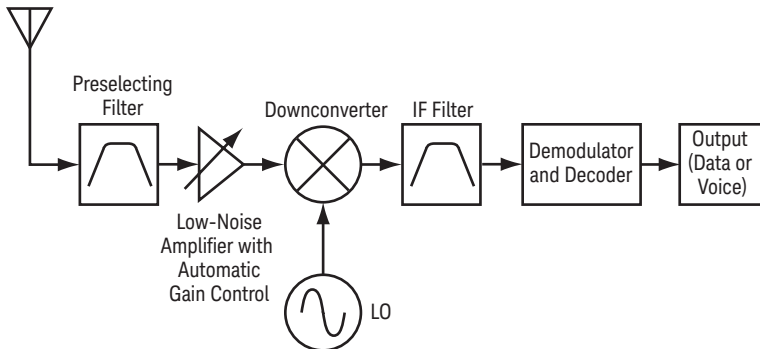 Preselecting
Filter
Downconverter
IF Filter
Demodulator
and Decoder
Output
(Data or
Voice)
Low-Noise
Amplifier with
Automatic
Gain Control
LO